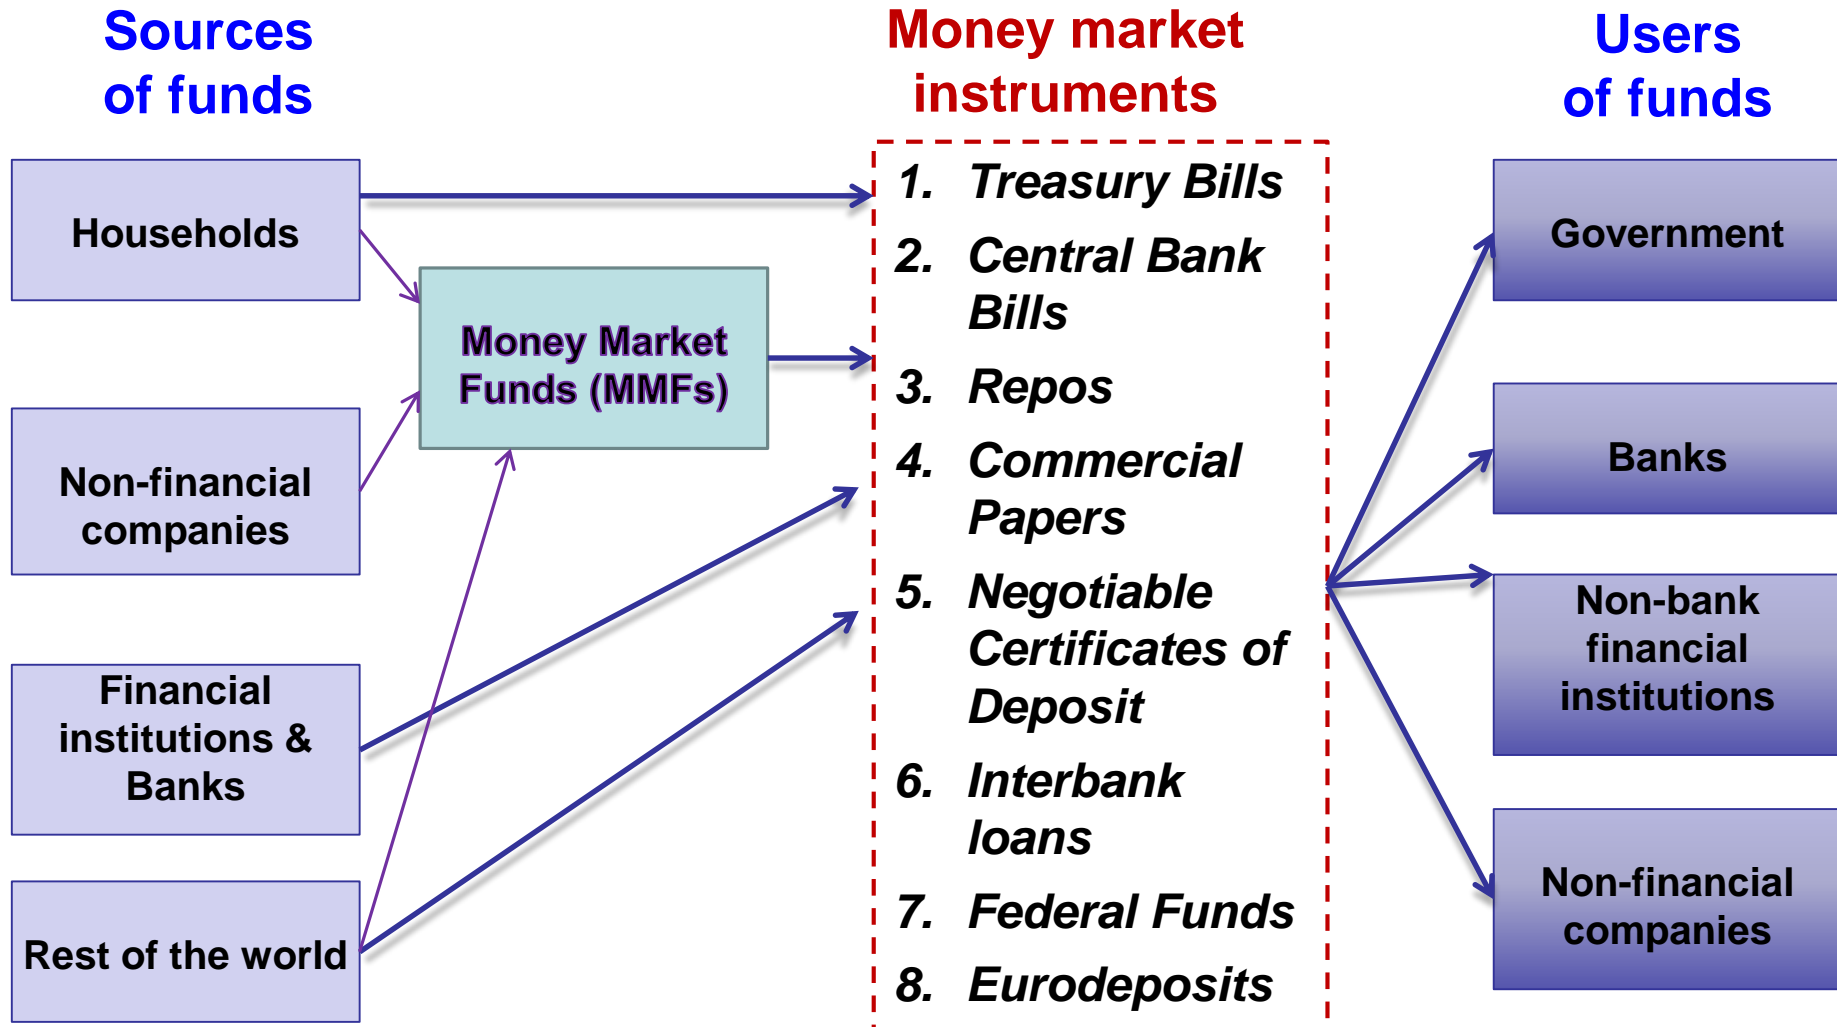 Sources
of funds
Money market
instruments
Users
of funds
Households
Non-financial
companies
Financial
institutions &
Banks
Rest of the world
Money Market
Funds (MMFs)
1. Treasury Bills
2. Central Bank
Bills
3. Repos
4. Commercial
Papers
5. Negotiable
Certificates of
Deposit
6. Interbank
loans
7. Federal Funds
8. Eurodeposits
Government
Banks
Non-bank
financial
institutions
Non-financial
companies